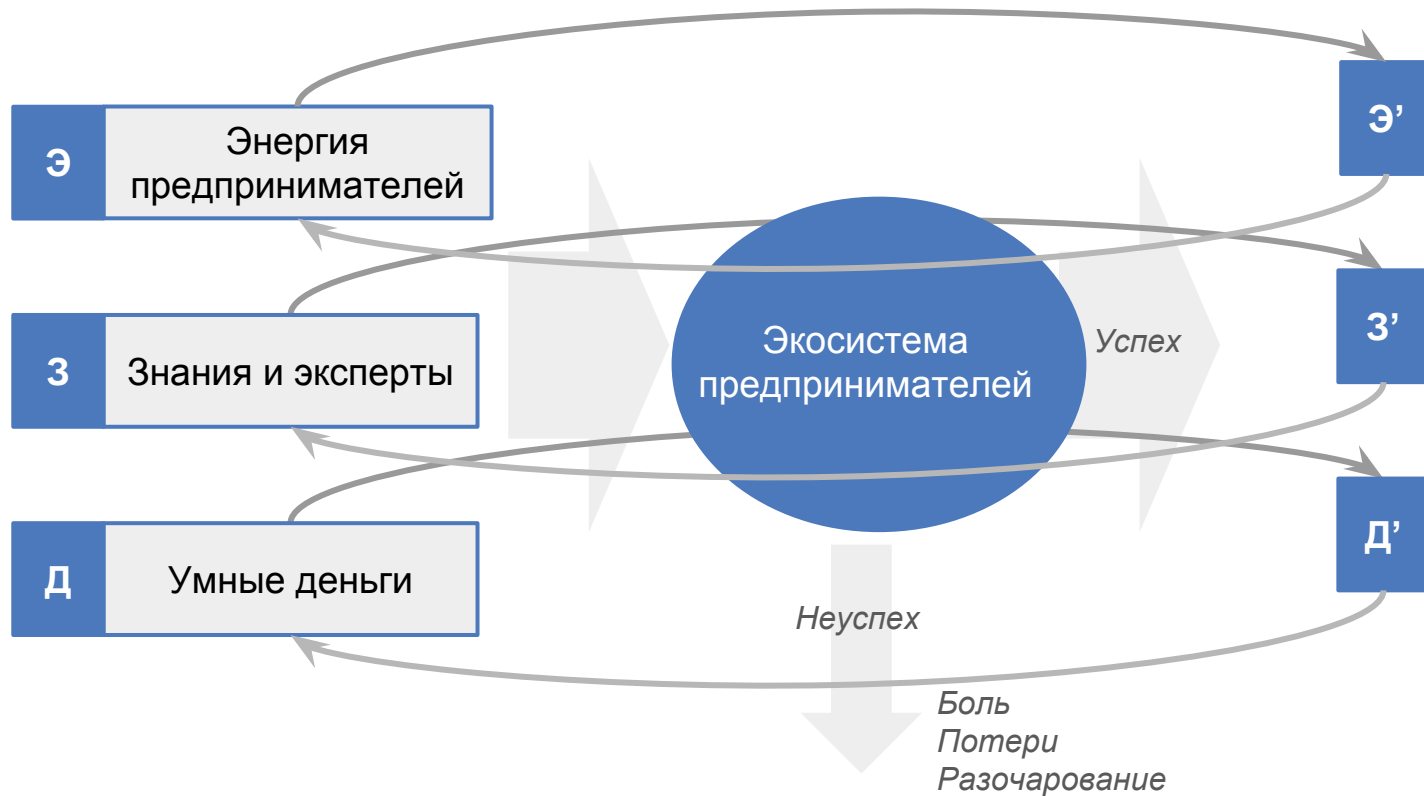 Э
Энергия
предпринимателей
Э’
З
Знания и эксперты
Экосистема
предпринимателей
Успех
З’
Д
Умные деньги
Д’
Неуспех
Боль
Потери
Разочарование